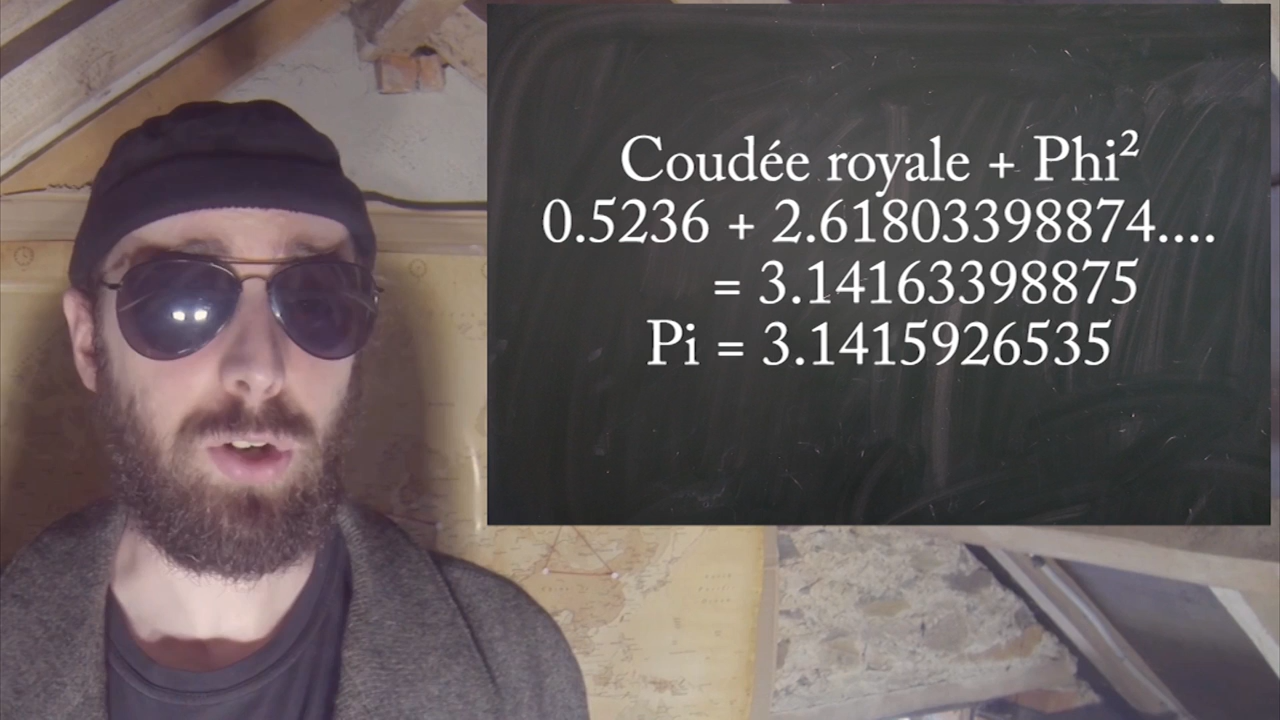 Coudée royale + Phi²
0.5236 + 2.61803398874....
= 3.14163398875
Pi = 3.1415926535